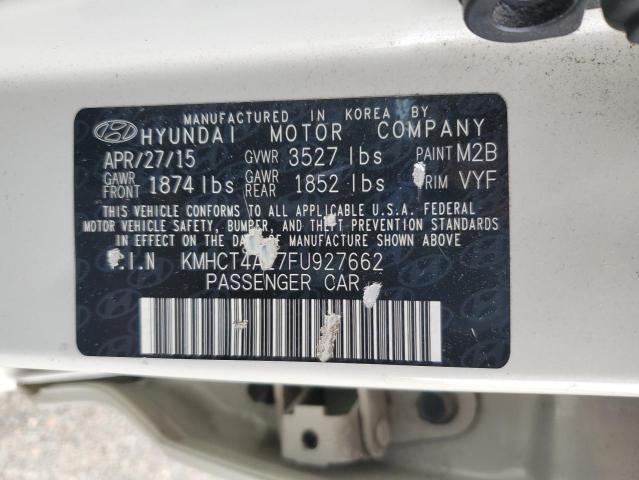 MANUFACTURED IN KOREA BY
HYUNDAI MOTOR COMPANY
APR/27/15 GVWR 3527 lbs PAINT M2B
GAWR FRONT 1874 lbs GAWR REAR 1852 lbs TRIM VYF
THIS VEHICLE CONFORMS TO ALL APPLICABLE U.S.A. FEDERAL
MOTOR VEHICLE SAFETY, BUMPER, AND THEFT PREVENTION STANDARDS
IN EFFECT ON THE DATE OF MANUFACTURE SHOWN ABOVE.
V.I.N
PASSENGER CAR